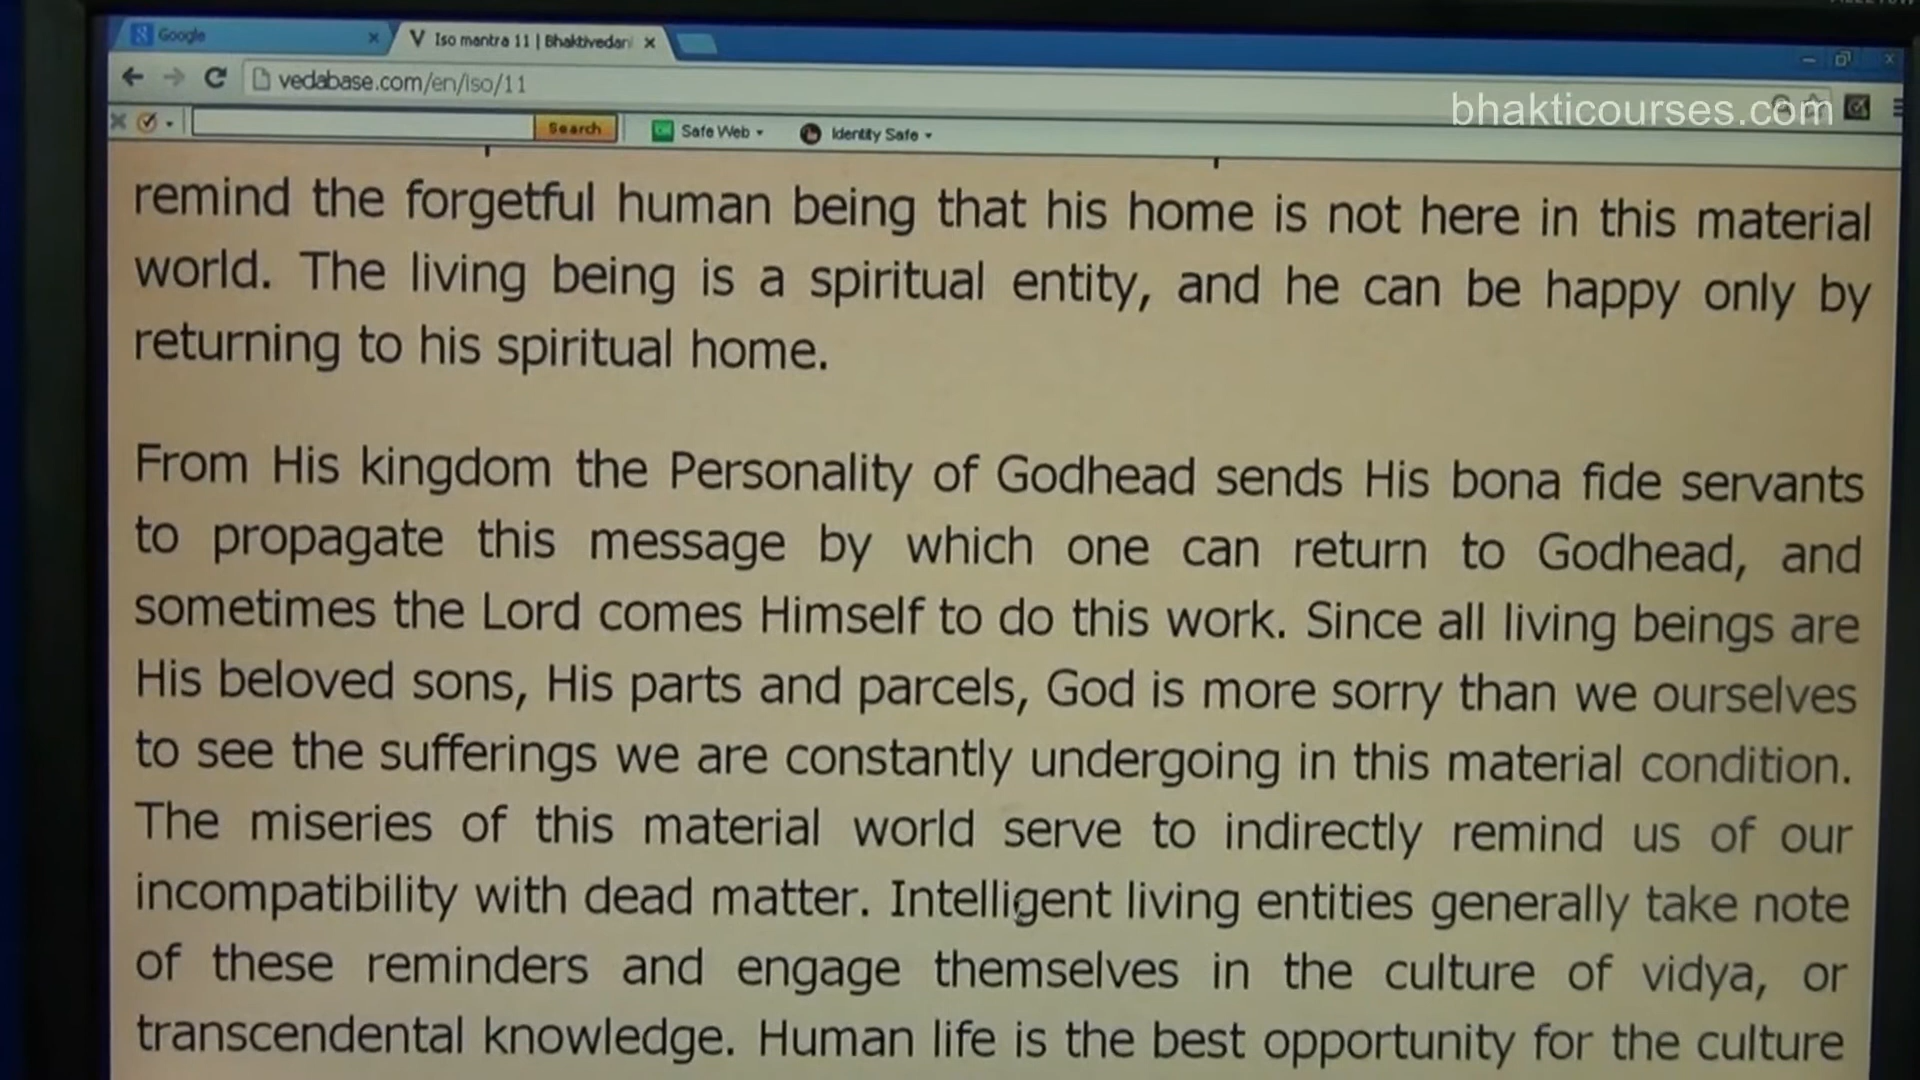 Google
V Iso mantra 11 | Bhaktivedan
vedabase.com/en/iso/11
bhakticourses.com
Search
Safe Web
Identity Safe
remind the forgetful human being that his home is not here in this material
world. The living being is a spiritual entity, and he can be happy only by
returning to his spiritual home.
From His kingdom the Personality of Godhead sends His bona fide servants
to propagate this message by which one can return to Godhead, and
sometimes the Lord comes Himself to do this work. Since all living beings are
His beloved sons, His parts and parcels, God is more sorry than we ourselves
to see the sufferings we are constantly undergoing in this material condition.
The miseries of this material world serve to indirectly remind us of our
incompatibility with dead matter. Intelligent living entities generally take note
of these reminders and engage themselves in the culture of vidya, or
transcendental knowledge. Human life is the best opportunity for the culture